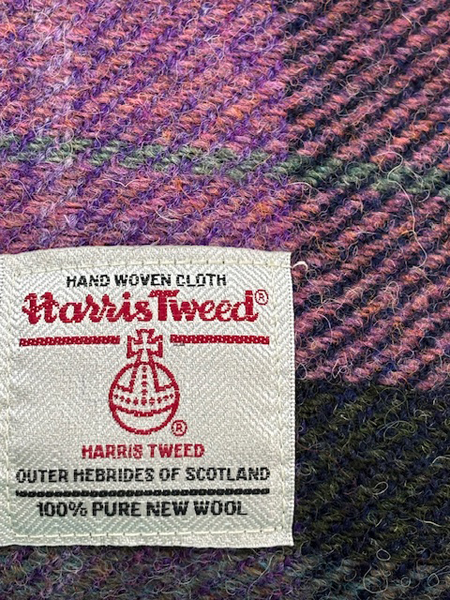 HAND WOVEN CLOTH
Harris Tweed®
®
HARRIS TWEED
OUTER HEBRIDES OF SCOTLAND
100% PURE NEW WOOL